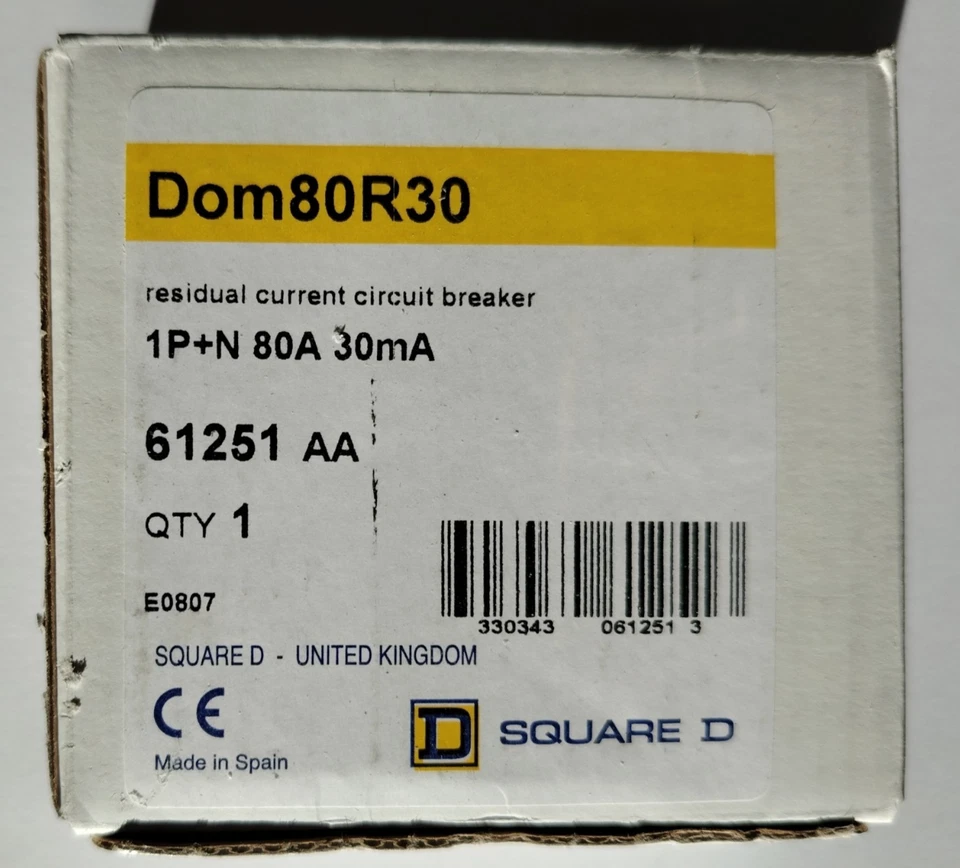 Dom80R30
residual current circuit breaker
1P+N 80A 30mA
61251 AA
QTY 1
E0807
330343 061251 3
SQUARE D - UNITED KINGDOM
CE
Made in Spain
D SQUARE D